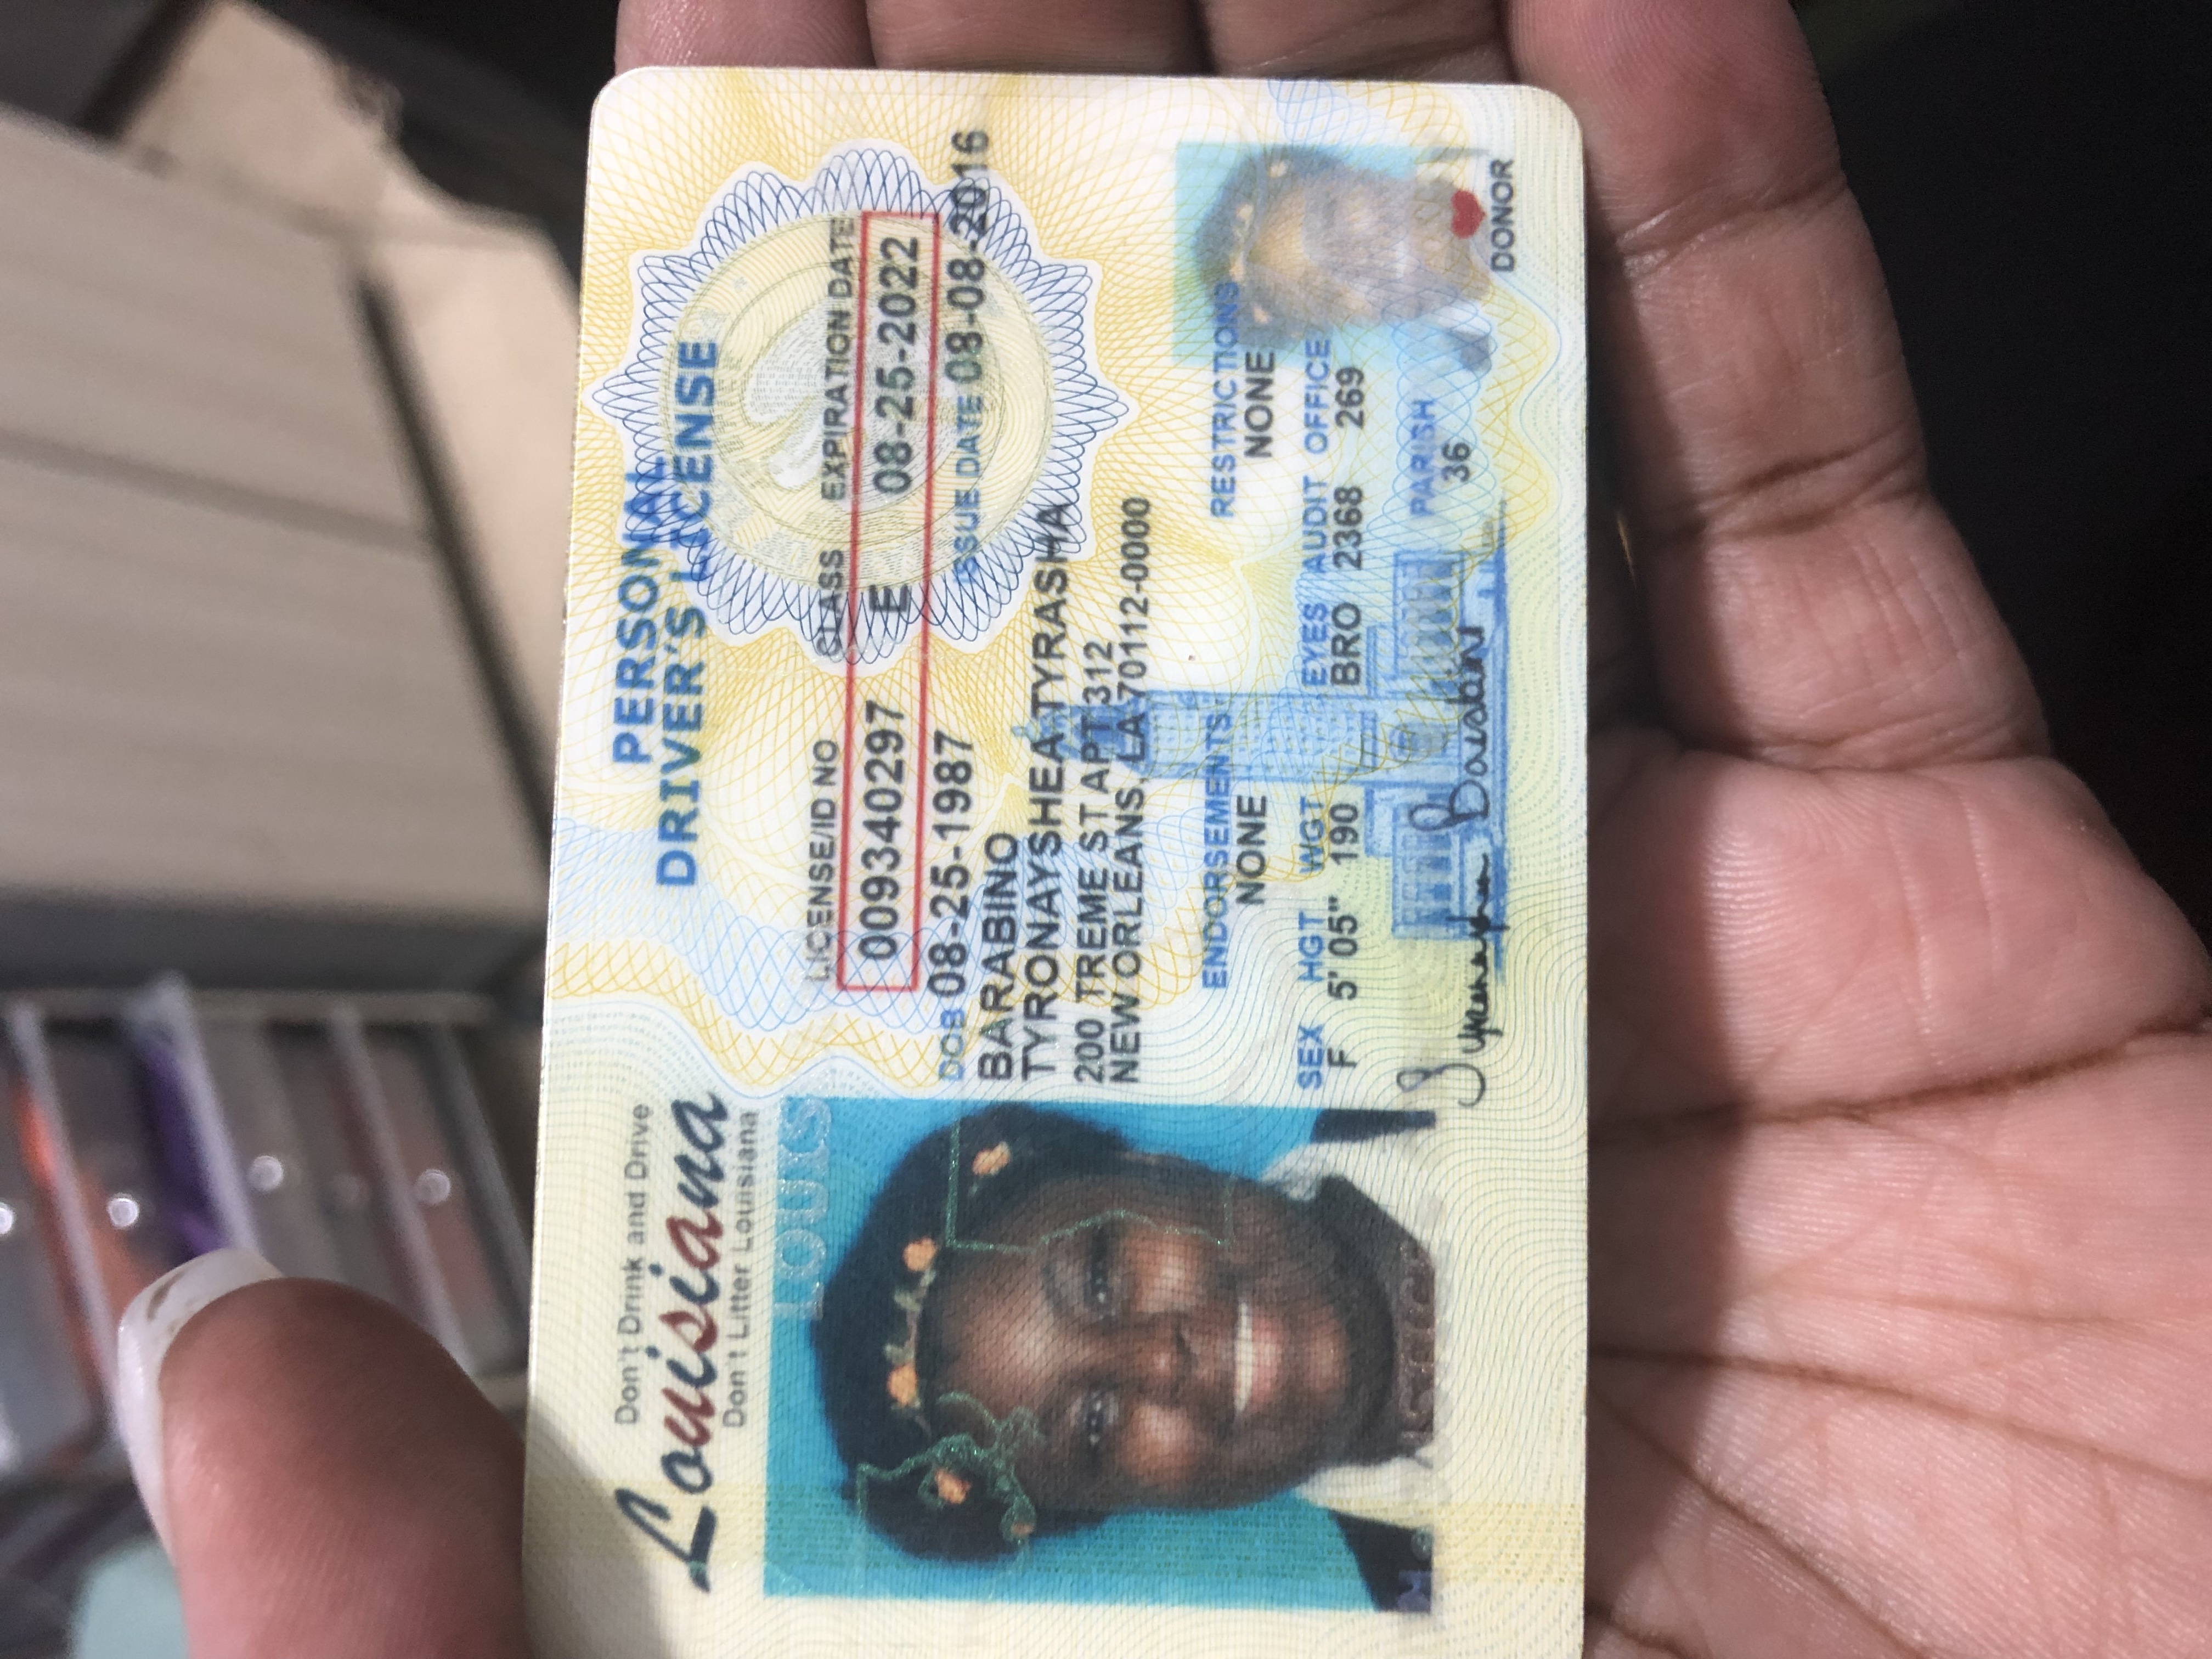 Don't Drink and Drive
Louisiana
Don't Litter Louisiana
PERSONAL
DRIVER'S LICENSE
LOUIS
LICENSE/ID NO CLASS EXPIRATION DATE
009340297 E 08-25-2022
DOB 08-25-1987 ISSUE DATE 08-08-2016
BARABINO
TYRONAYSHEA TYRASHA
200 TREME ST APT 312
NEW ORLEANS, LA 70112-0000
ENDORSEMENTS RESTRICTIONS
NONE NONE
SEX HGT WGT EYES AUDIT OFFICE
F 5' 05" 190 BRO 2368 269
PARISH
36
DONOR